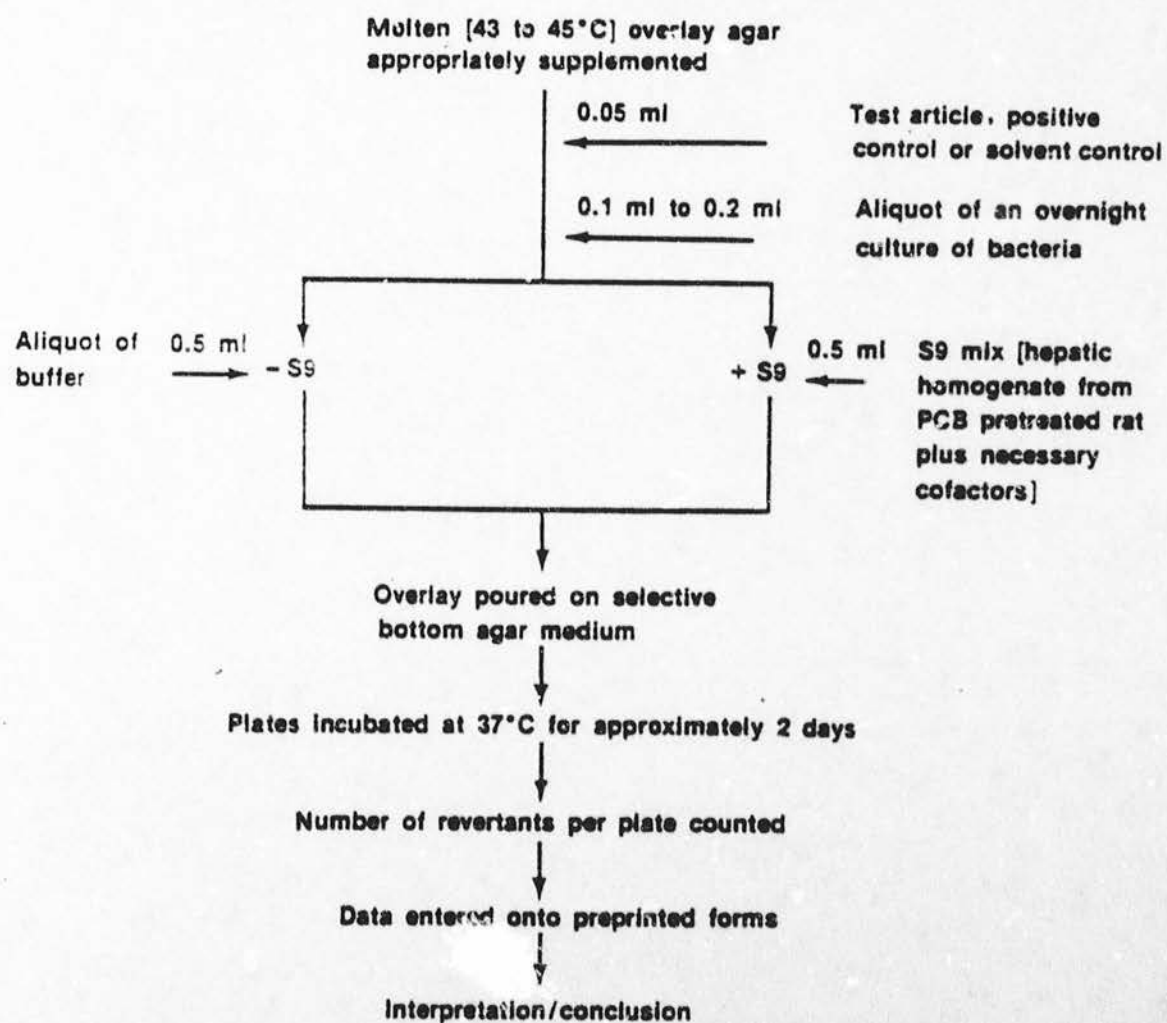 Molten [43 to 45°C] overlay agar
appropriately supplemented
0.05 ml
Test article, positive
control or solvent control
0.1 ml to 0.2 ml
Aliquot of an overnight
culture of bacteria
Aliquot of
buffer
0.5 ml
- S9
+ S9
0.5 ml
S9 mix [hepatic
homogenate from
PCB pretreated rat
plus necessary
cofactors]
Overlay poured on selective
bottom agar medium
Plates incubated at 37°C for approximately 2 days
Number of revertants per plate counted
Data entered onto preprinted forms
Interpretation/conclusion